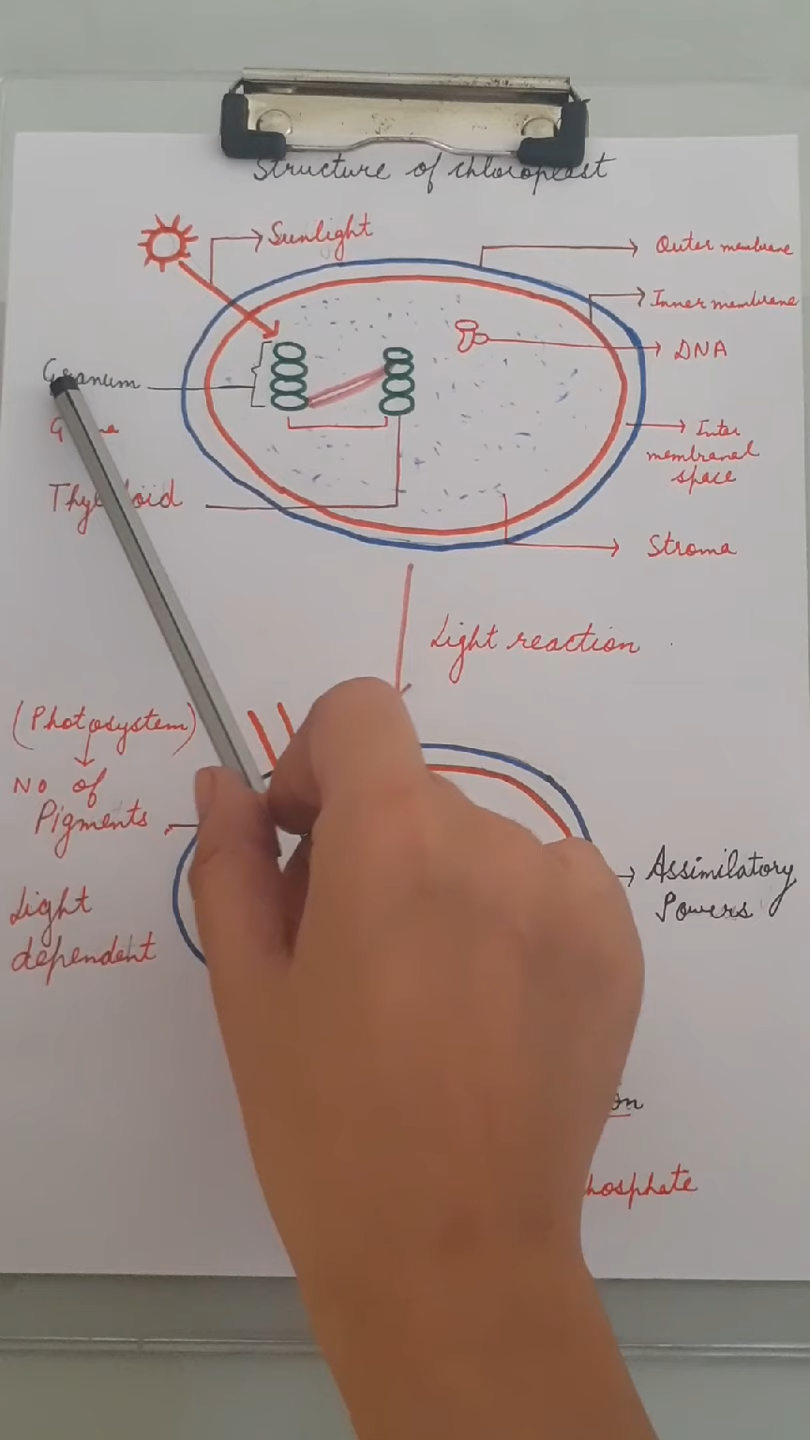 Structure of chloroplast
Sunlight
Outer membrane
Inner membrane
DNA
Granum
Inter
membranal
space
Thylakoid
Stroma
Light reaction
(Photosystem)
No of
Pigments
Light
dependent
Assimilatory
Powers